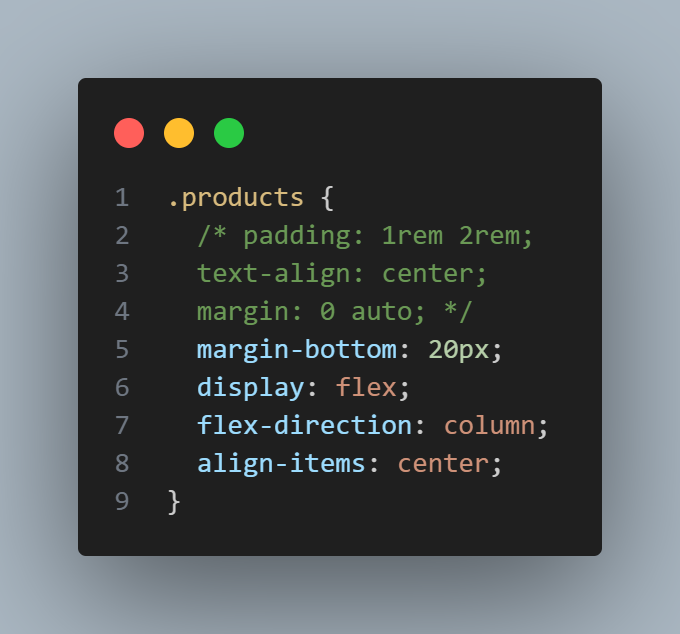 1 .products {
2 /* padding: 1rem 2rem;
3 text-align: center;
4 margin: 0 auto; */
5 margin-bottom: 20px;
6 display: flex;
7 flex-direction: column;
8 align-items: center;
9 }